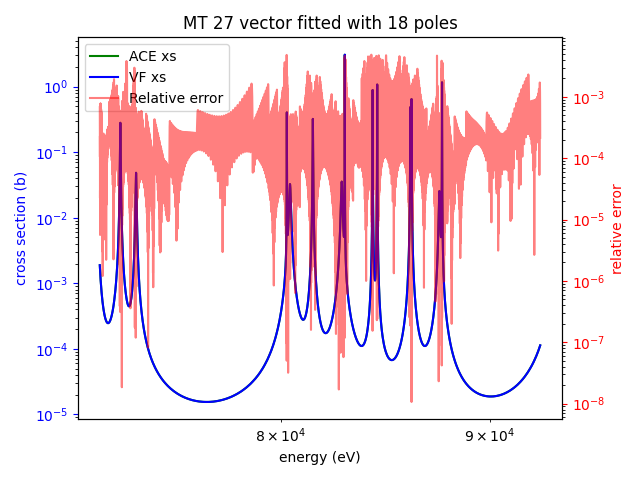 MT 27 vector fitted with 18 poles
ACE xs
VF xs
Relative error
10⁰
10⁻¹
10⁻²
10⁻³
10⁻⁴
10⁻⁵
cross section (b)
10⁻³
10⁻⁴
10⁻⁵
10⁻⁶
10⁻⁷
10⁻⁸
relative error
8 × 10⁴
9 × 10⁴
energy (eV)